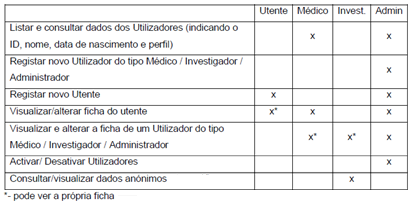 Utente Médico Invest. Admin
Listar e consultar dados dos Utilizadores (indicando o
ID, nome, data de nascimento e perfil) x x
Registar novo Utilizador do tipo Médico / Investigador /
Administrador x
Registar novo Utente x x
Visualizar/alterar ficha do utente x* x x
Visualizar e alterar a ficha de um Utilizador do tipo
Médico / Investigador / Administrador x* x* x
Activar/ Desativar Utilizadores x
Consultar/visualizar dados anónimos x
*- pode ver a própria ficha